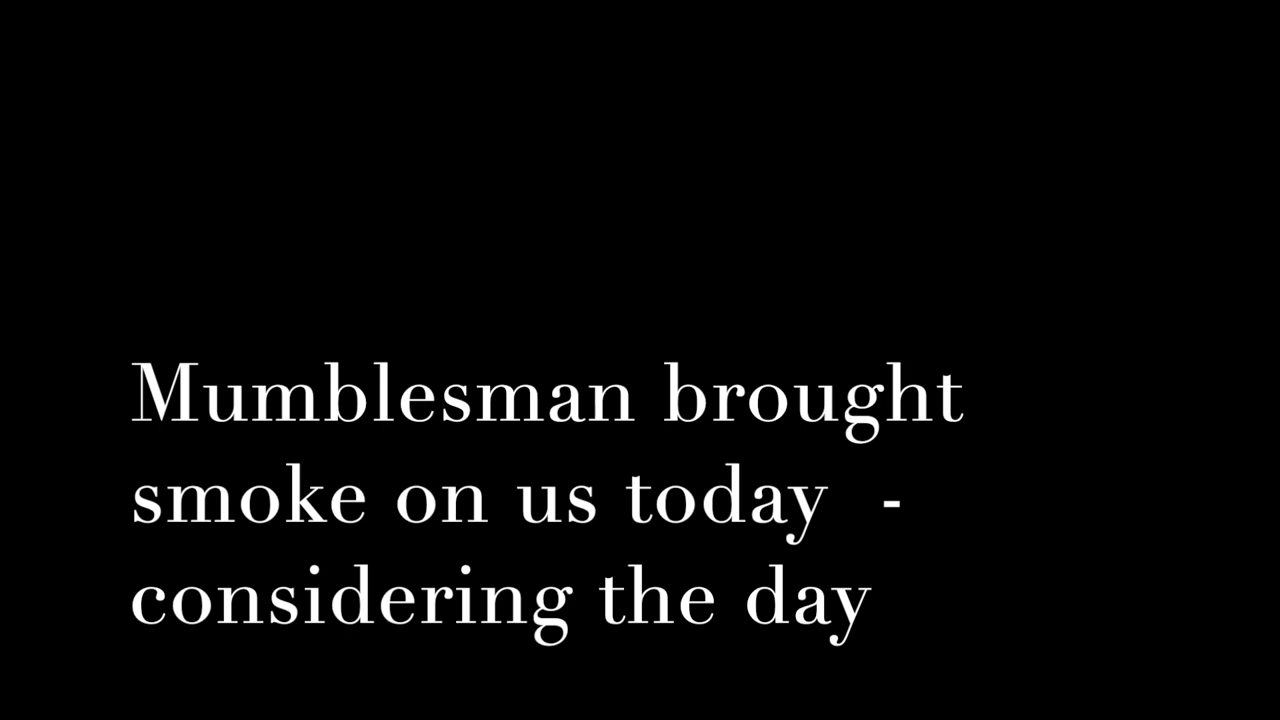 Mumblesman brought
smoke on us today  -
considering the day